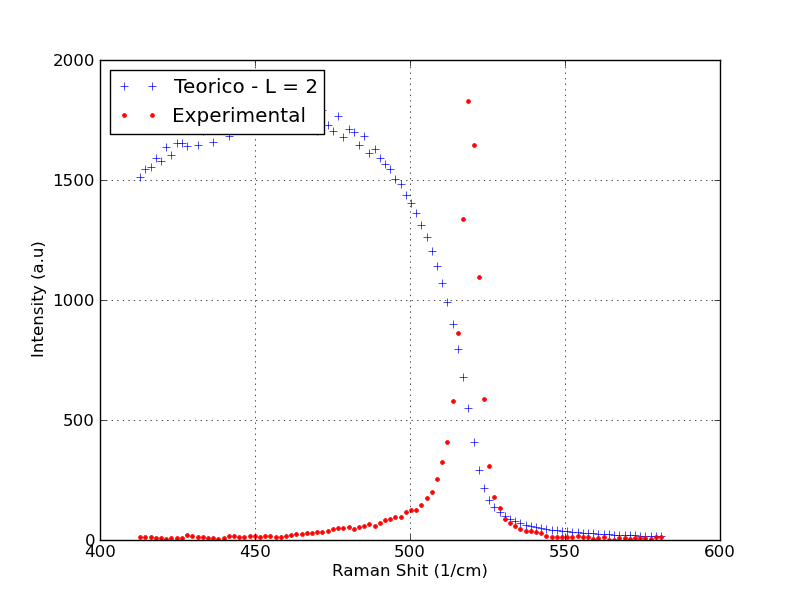 2000
1500
1000
500
0
400
450
500
550
600
Intensity (a.u)
Raman Shit (1/cm)
Teorico - L = 2
Experimental